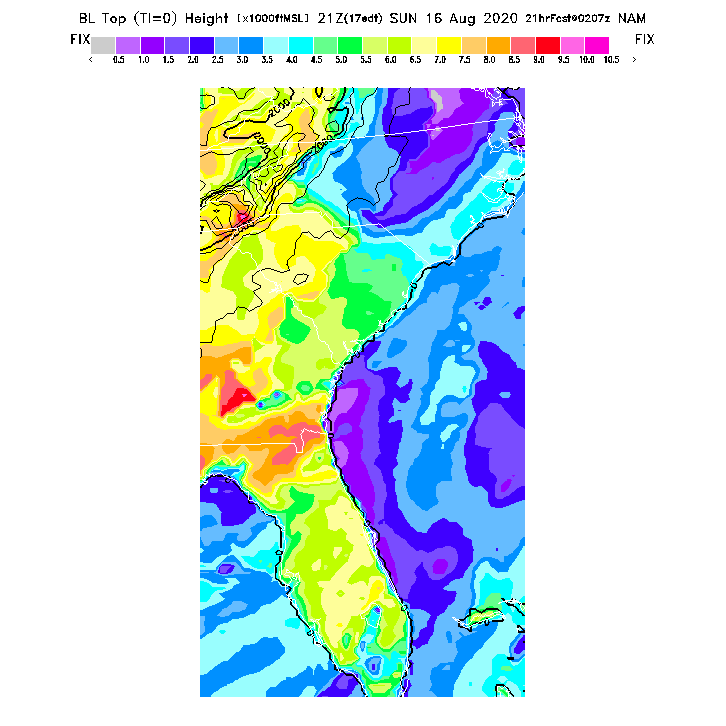 BL Top (TI=0) Height [x1000ftMSL] 21Z(17edt) SUN 16 Aug 2020 21hrFcst@0207z NAM
FIX FIX
< 0.5 1.0 1.5 2.0 2.5 3.0 3.5 4.0 4.5 5.0 5.5 6.0 6.5 7.0 7.5 8.0 8.5 9.0 9.5 10.0 10.5 >
2000
2000
2000